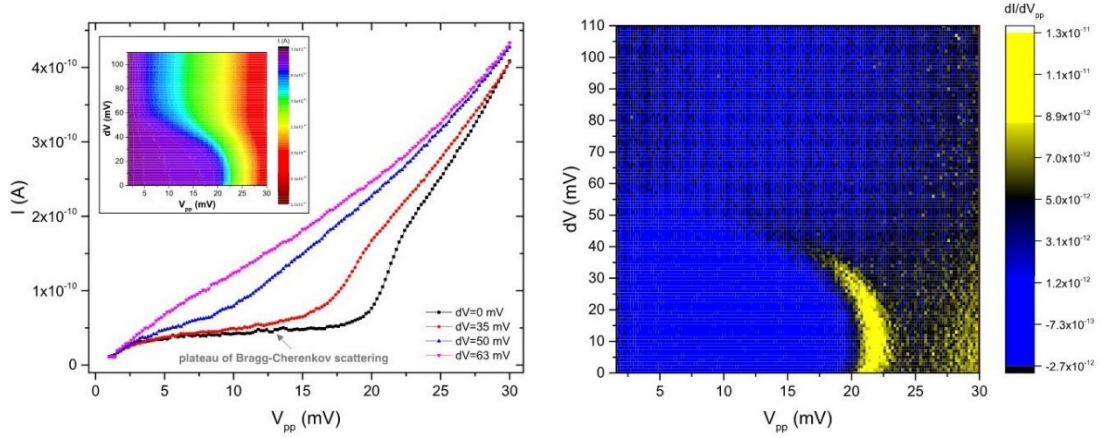 I (A)
dV (mV)
100
80
60
40
20
0
5 10 15 20 25 30
V_pp (mV)
4x10⁻¹⁰
3x10⁻¹⁰
2x10⁻¹⁰
1x10⁻¹⁰
0
I (A)
dV=0 mV
dV=35 mV
dV=50 mV
dV=63 mV
plateau of Bragg-Cherenkov scattering
0 5 10 15 20 25 30
V_pp (mV)
110
100
90
80
70
60
50
40
30
20
10
0
dV (mV)
5 10 15 20 25 30
V_pp (mV)
dI/dV_pp
1.3x10⁻¹¹
1.1x10⁻¹¹
8.9x10⁻¹²
7.0x10⁻¹²
5.0x10⁻¹²
3.1x10⁻¹²
1.2x10⁻¹²
-7.3x10⁻¹³
-2.7x10⁻¹²